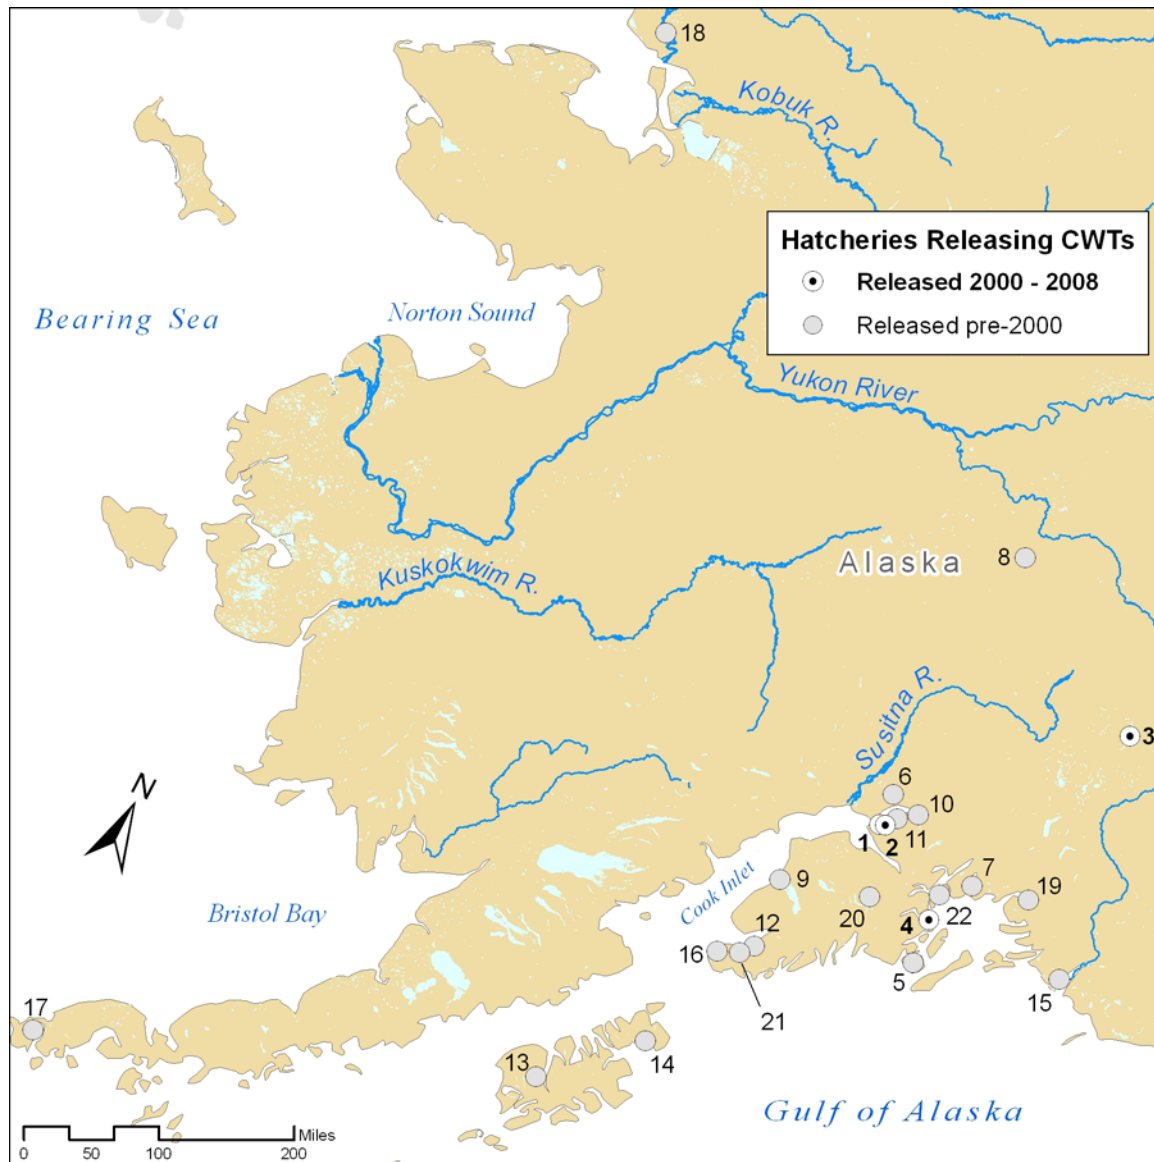 18
Kobuk R.
Hatcheries Releasing CWTs
Released 2000 - 2008
Released pre-2000
Norton Sound
Bearing Sea
Yukon River
Alaska
8
Kuskokwim R.
Susitna R.
3
N
6
10
1
2
11
7
9
Cook Inlet
19
20
22
4
Bristol Bay
12
16
5
15
21
17
14
13
Gulf of Alaska
Miles
0 50 100 200